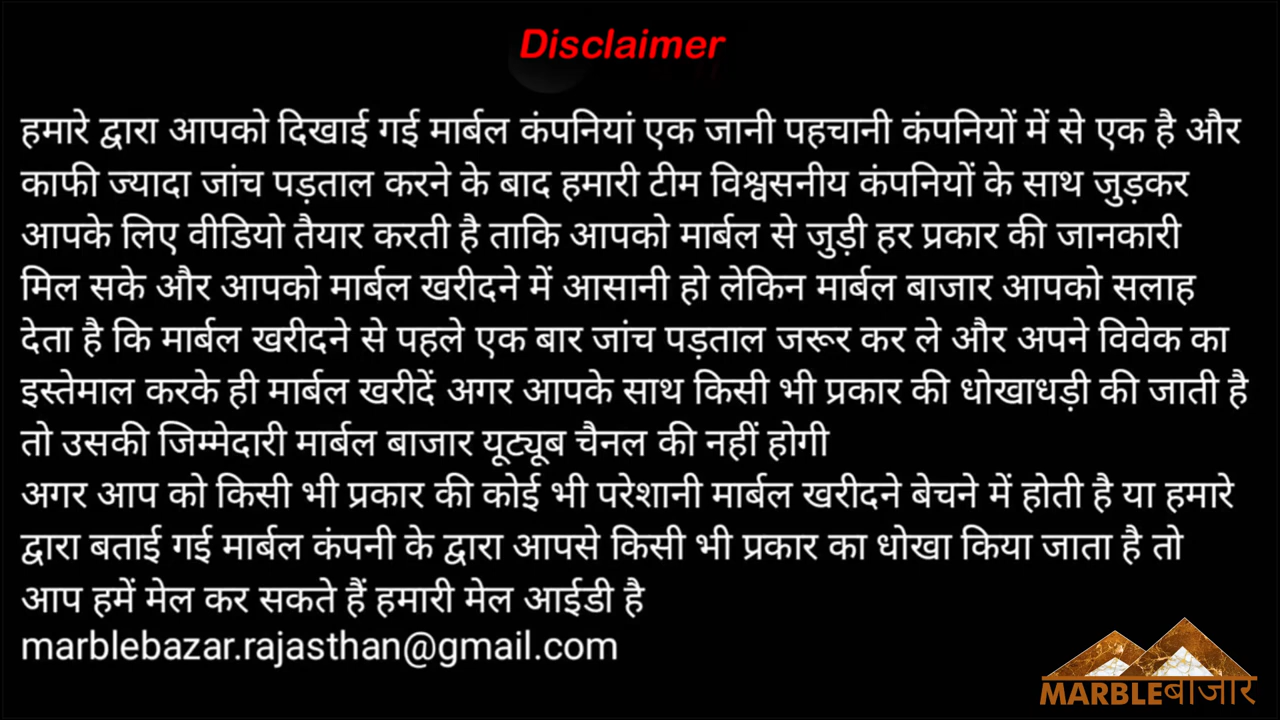 Disclaimer
हमारे द्वारा आपको दिखाई गई मार्बल कंपनियां एक जानी पहचानी कंपनियों में से एक है और
काफी ज्यादा जांच पड़ताल करने के बाद हमारी टीम विश्वसनीय कंपनियों के साथ जुड़कर
आपके लिए वीडियो तैयार करती है ताकि आपको मार्बल से जुड़ी हर प्रकार की जानकारी
मिल सके और आपको मार्बल खरीदने में आसानी हो लेकिन मार्बल बाजार आपको सलाह
देता है कि मार्बल खरीदने से पहले एक बार जांच पड़ताल जरूर कर ले और अपने विवेक का
इस्तेमाल करके ही मार्बल खरीदें अगर आपके साथ किसी भी प्रकार की धोखाधड़ी की जाती है
तो उसकी जिम्मेदारी मार्बल बाजार यूट्यूब चैनल की नहीं होगी
अगर आप को किसी भी प्रकार की कोई भी परेशानी मार्बल खरीदने बेचने में होती है या हमारे
द्वारा बताई गई मार्बल कंपनी के द्वारा आपसे किसी भी प्रकार का धोखा किया जाता है तो
आप हमें मेल कर सकते हैं हमारी मेल आईडी है
marblebazar.rajasthan@gmail.com
MARBLEबाजार